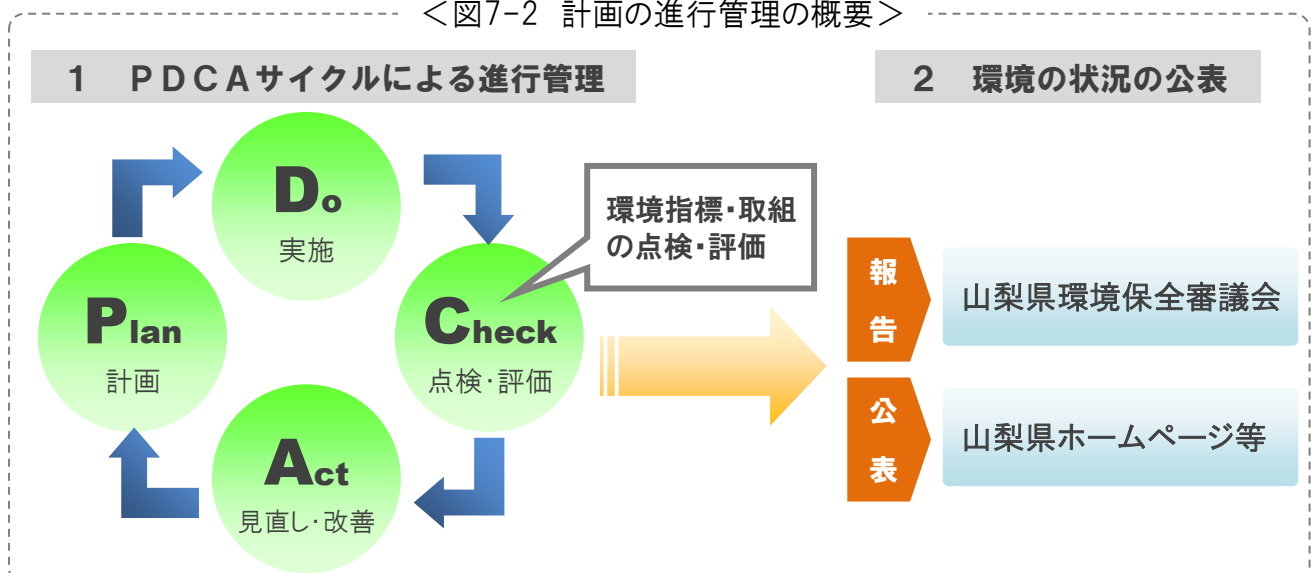 ＜図7-2 計画の進行管理の概要＞
１ ＰＤＣＡサイクルによる進行管理
２ 環境の状況の公表
Do
実施
環境指標・取組
の点検・評価
Plan
計画
Check
点検・評価
Act
見直し・改善
報告
山梨県環境保全審議会
公表
山梨県ホームページ等